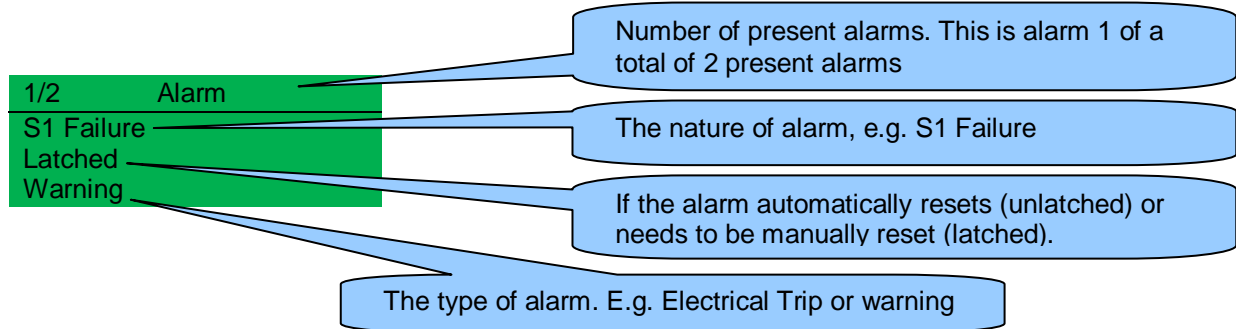 Number of present alarms. This is alarm 1 of a
total of 2 present alarms
1/2 Alarm
S1 Failure
Latched
Warning
The nature of alarm, e.g. S1 Failure
If the alarm automatically resets (unlatched) or
needs to be manually reset (latched).
The type of alarm. E.g. Electrical Trip or warning